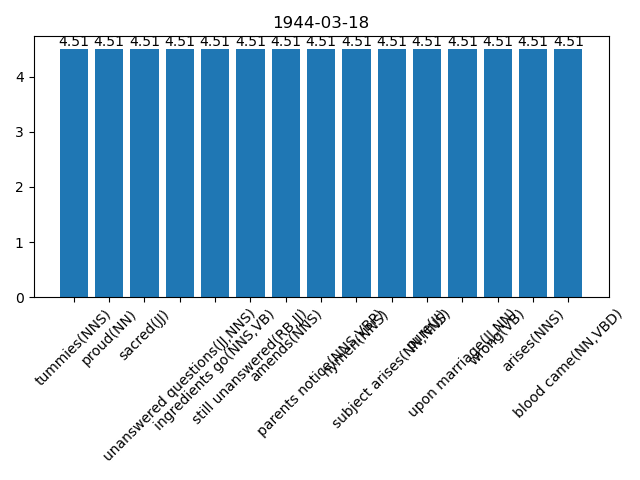 1944-03-18
4.51 4.51 4.51 4.51 4.51 4.51 4.51 4.51 4.51 4.51 4.51 4.51 4.51 4.51 4.51
4
3
2
1
0
tummies(NNS)
proud(NN)
sacred(JJ)
unanswered questions(JJ,NNS)
ingredients go(NNS,VB)
still unanswered(RB,JJ)
amends(NNS)
parents notice(NNS,VBP)
hymen(NNS)
subject arises(NN,NNS)
upon marriage(JJ,NN)
wrong(VB)
arises(NNS)
blood came(NN,VBD)